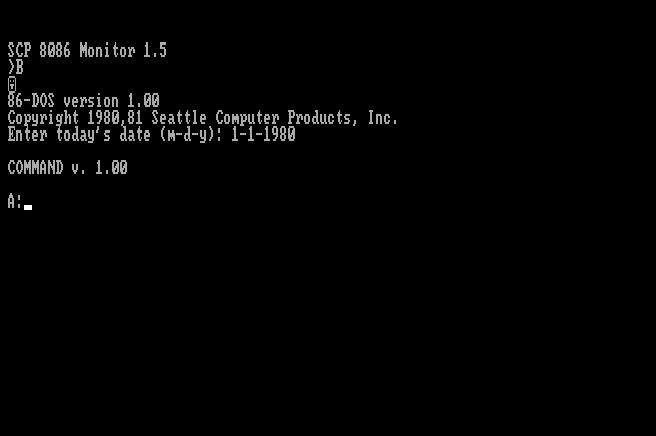 SCP 8086 Monitor 1.5
>B
86-DOS version 1.00
Copyright 1980,81 Seattle Computer Products, Inc.
Enter today's date (m-d-y): 1-1-1980
COMMAND v. 1.00
A: